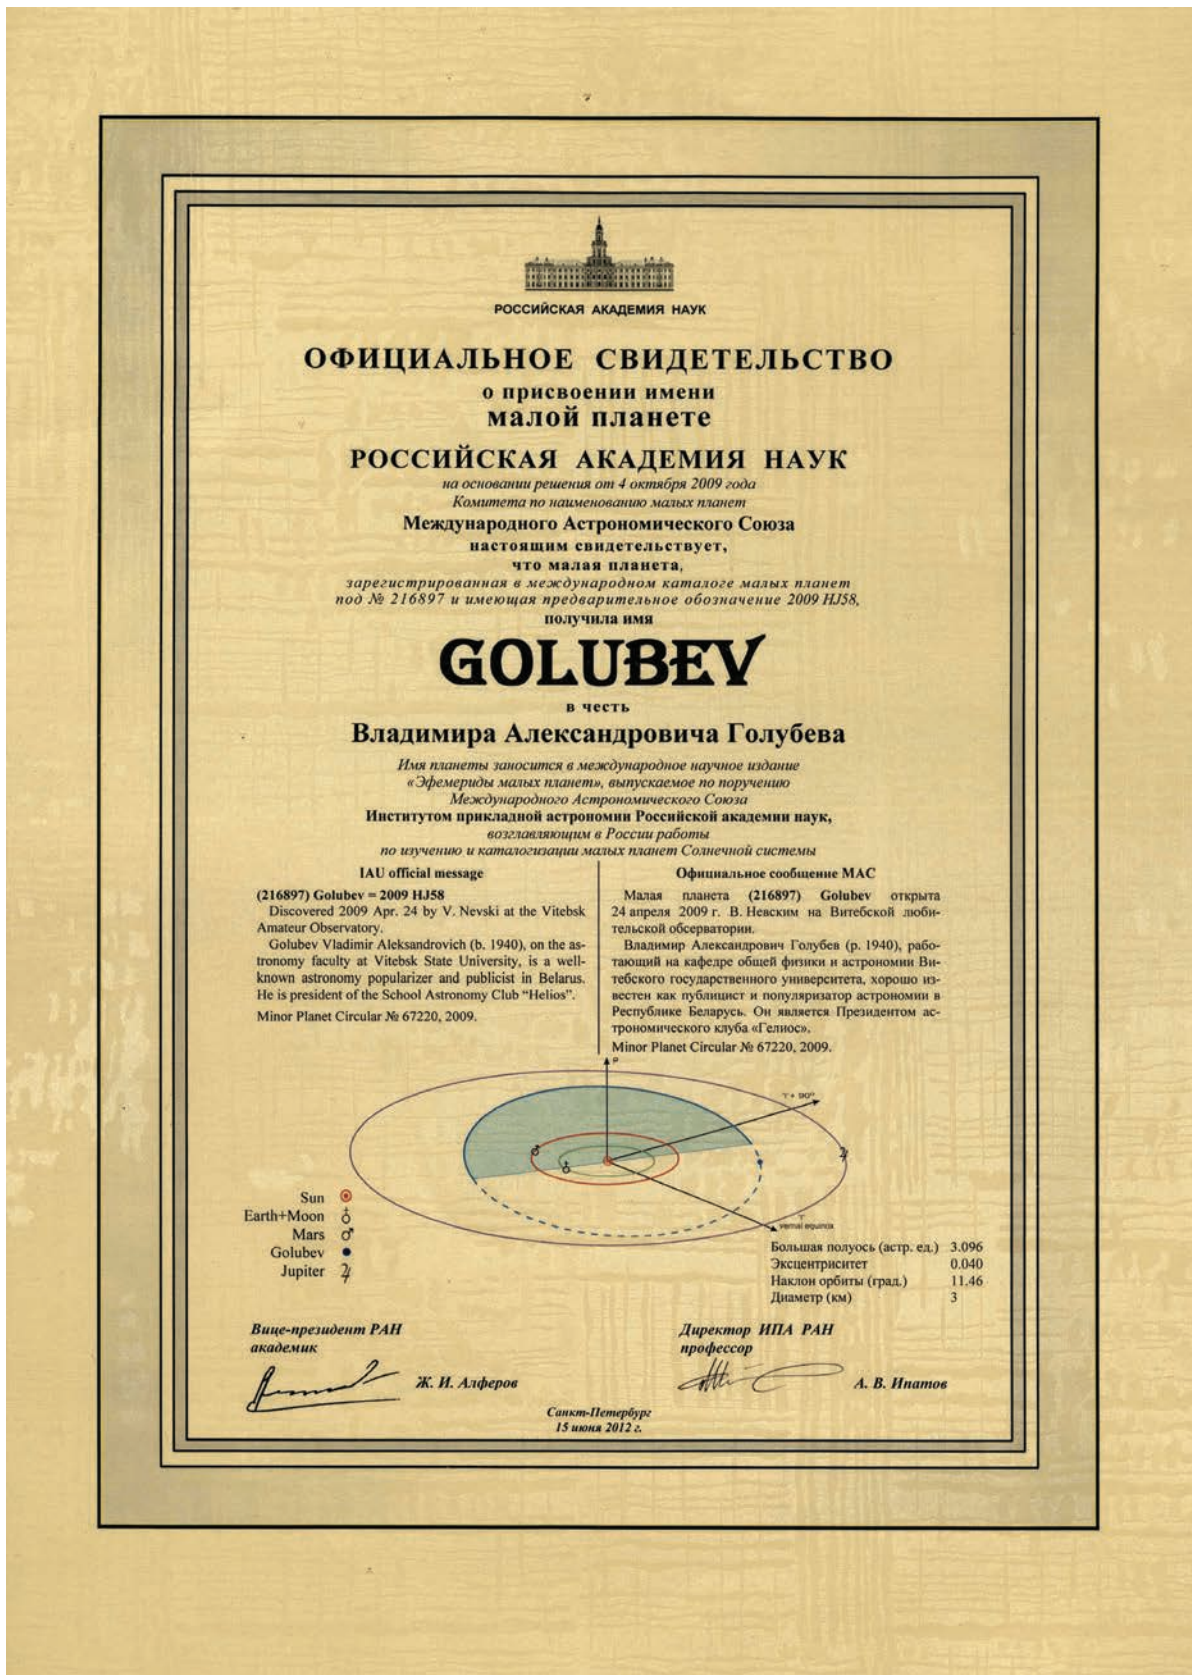 РОССИЙСКАЯ АКАДЕМИЯ НАУК
ОФИЦИАЛЬНОЕ СВИДЕТЕЛЬСТВО
о присвоении имени
малой планете
РОССИЙСКАЯ АКАДЕМИЯ НАУК
на основании решения от 4 октября 2009 года
Комитета по наименованию малых планет
Международного Астрономического Союза
настоящим свидетельствует,
что малая планета,
зарегистрированная в международном каталоге малых планет
под № 216897 и имеющая предварительное обозначение 2009 HJ58,
получила имя
GOLUBEV
в честь
Владимира Александровича Голубева
Имя планеты заносится в международное научное издание
«Эфемериды малых планет», выпускаемое по поручению
Международного Астрономического Союза
Институтом прикладной астрономии Российской академии наук,
возглавляющим в России работы
по изучению и каталогизации малых планет Солнечной системы
IAU official message
(216897) Golubev = 2009 HJ58
Discovered 2009 Apr. 24 by V. Nevski at the Vitebsk
Amateur Observatory.
Golubev Vladimir Aleksandrovich (b. 1940), on the as-
tronomy faculty at Vitebsk State University, is a well-
known astronomy popularizer and publicist in Belarus.
He is president of the School Astronomy Club “Helios”.
Minor Planet Circular № 67220, 2009.
Официальное сообщение МАС
Малая планета (216897) Golubev открыта
24 апреля 2009 г. В. Невским на Витебской люби-
тельской обсерватории.
Владимир Александрович Голубев (р. 1940), рабо-
тающий на кафедре общей физики и астрономии Ви-
тебского государственного университета, хорошо из-
вестен как публицист и популяризатор астрономии в
Республике Беларусь. Он является Президентом ас-
трономического клуба «Гелиос».
Minor Planet Circular № 67220, 2009.
P
♈ + 90°
♈
vernal equinox
Sun
Earth+Moon
Mars ♂
Golubev
Jupiter ♃
Большая полуось (астр. ед.) 3.096
Эксцентриситет 0.040
Наклон орбиты (град.) 11.46
Диаметр (км) 3
Вице-президент РАН
академик
Ж. И. Алферов
Директор ИПА РАН
профессор
А. В. Ипатов
Санкт-Петербург
15 июня 2012 г.